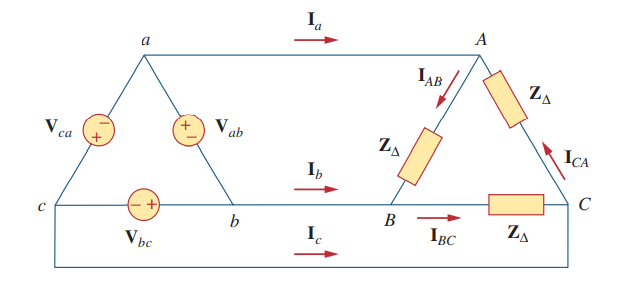 I_a
a
A
I_AB
Z_Δ
V_ca
− +
+ −
V_ab
Z_Δ
I_b
I_CA
c
− +
b
B
C
V_bc
I_c
I_BC
Z_Δ